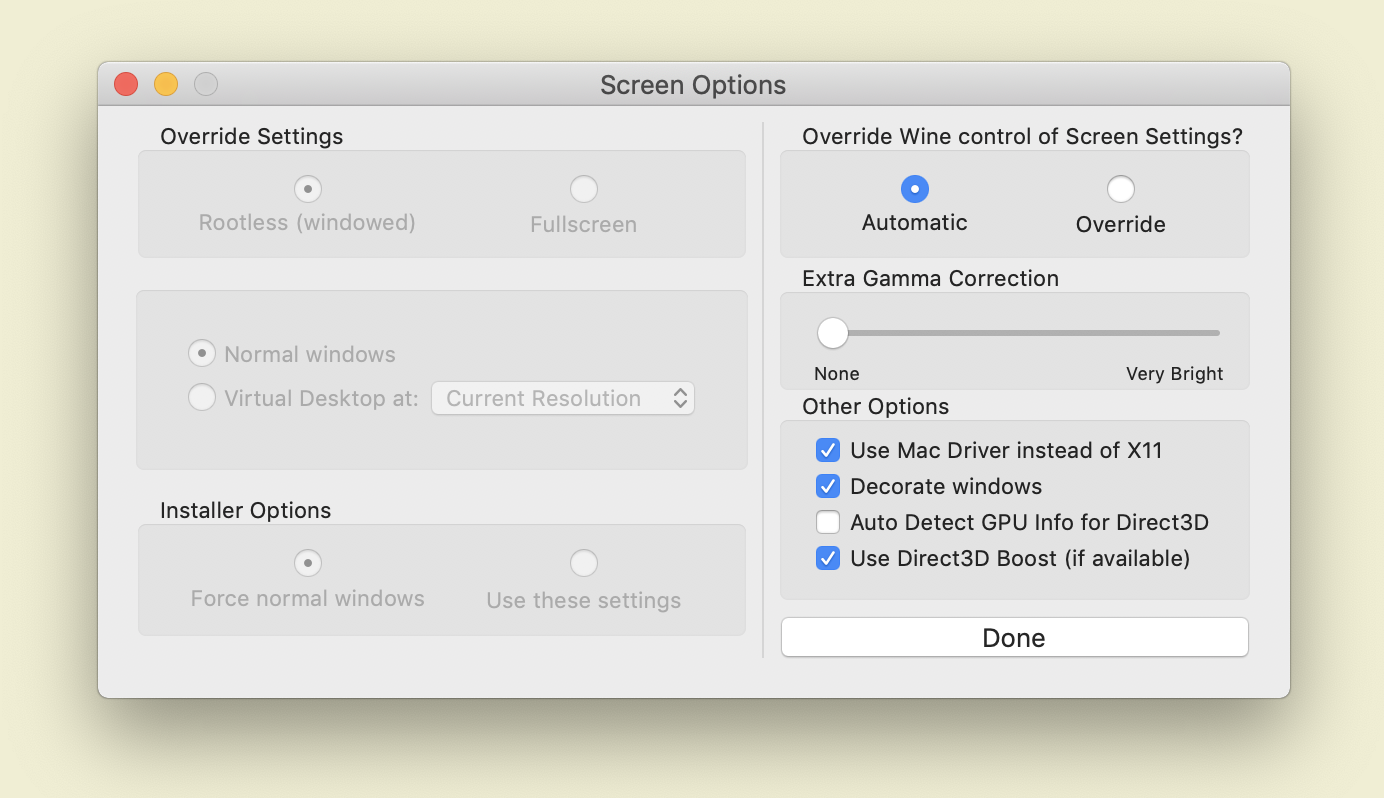 Screen Options
Override Settings
Rootless (windowed)
Fullscreen
Normal windows
Virtual Desktop at:
Current Resolution
Installer Options
Force normal windows
Use these settings
Override Wine control of Screen Settings?
Automatic
Override
Extra Gamma Correction
None
Very Bright
Other Options
Use Mac Driver instead of X11
Decorate windows
Auto Detect GPU Info for Direct3D
Use Direct3D Boost (if available)
Done